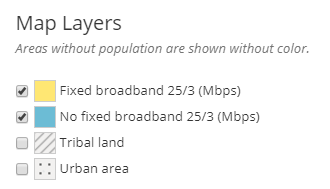 Map Layers
Areas without population are shown without color.
Fixed broadband 25/3 (Mbps)
No fixed broadband 25/3 (Mbps)
Tribal land
Urban area